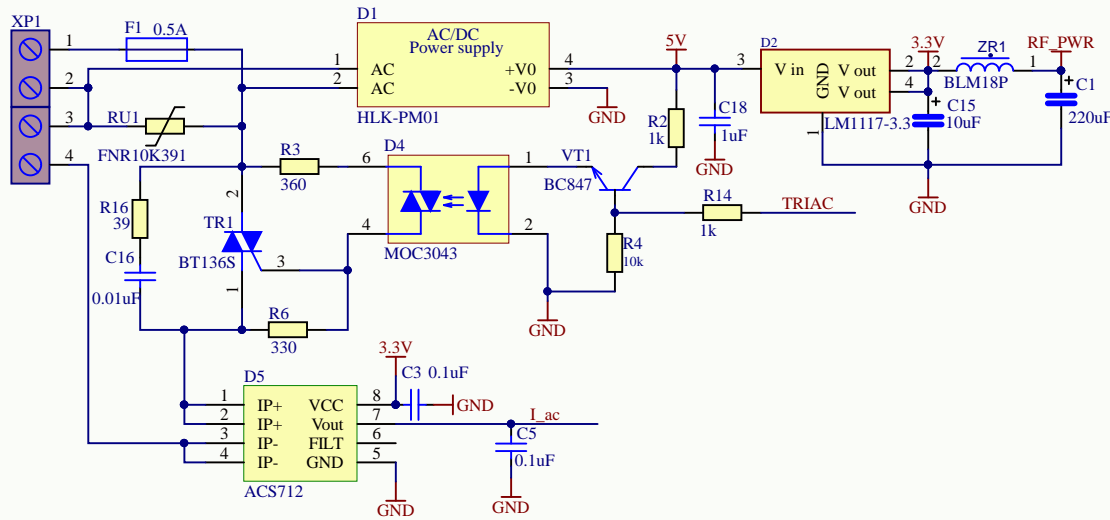 XP1
1
2
3
4
F1
0.5A
RU1
FNR10K391
D1
AC/DC
Power supply
1
2
AC
AC
+V0
-V0
4
3
HLK-PM01
GND
5V
R2
1k
C18
1uF
GND
D2
3
V in
GND
V out
V out
2
4
1
LM1117-3.3
3.3V
2
ZR1
1
BLM18P
RF_PWR
C1
220uF
C15
10uF
GND
R3
360
6
4
D4
1
2
MOC3043
VT1
BC847
R14
1k
TRIAC
R4
10k
GND
R16
39
C16
0.01uF
TR1
BT136S
2
3
1
R6
330
D5
1
2
3
4
IP+
IP+
IP-
IP-
VCC
Vout
FILT
GND
8
7
6
5
ACS712
3.3V
C3
0.1uF
GND
I_ac
C5
0.1uF
GND
GND